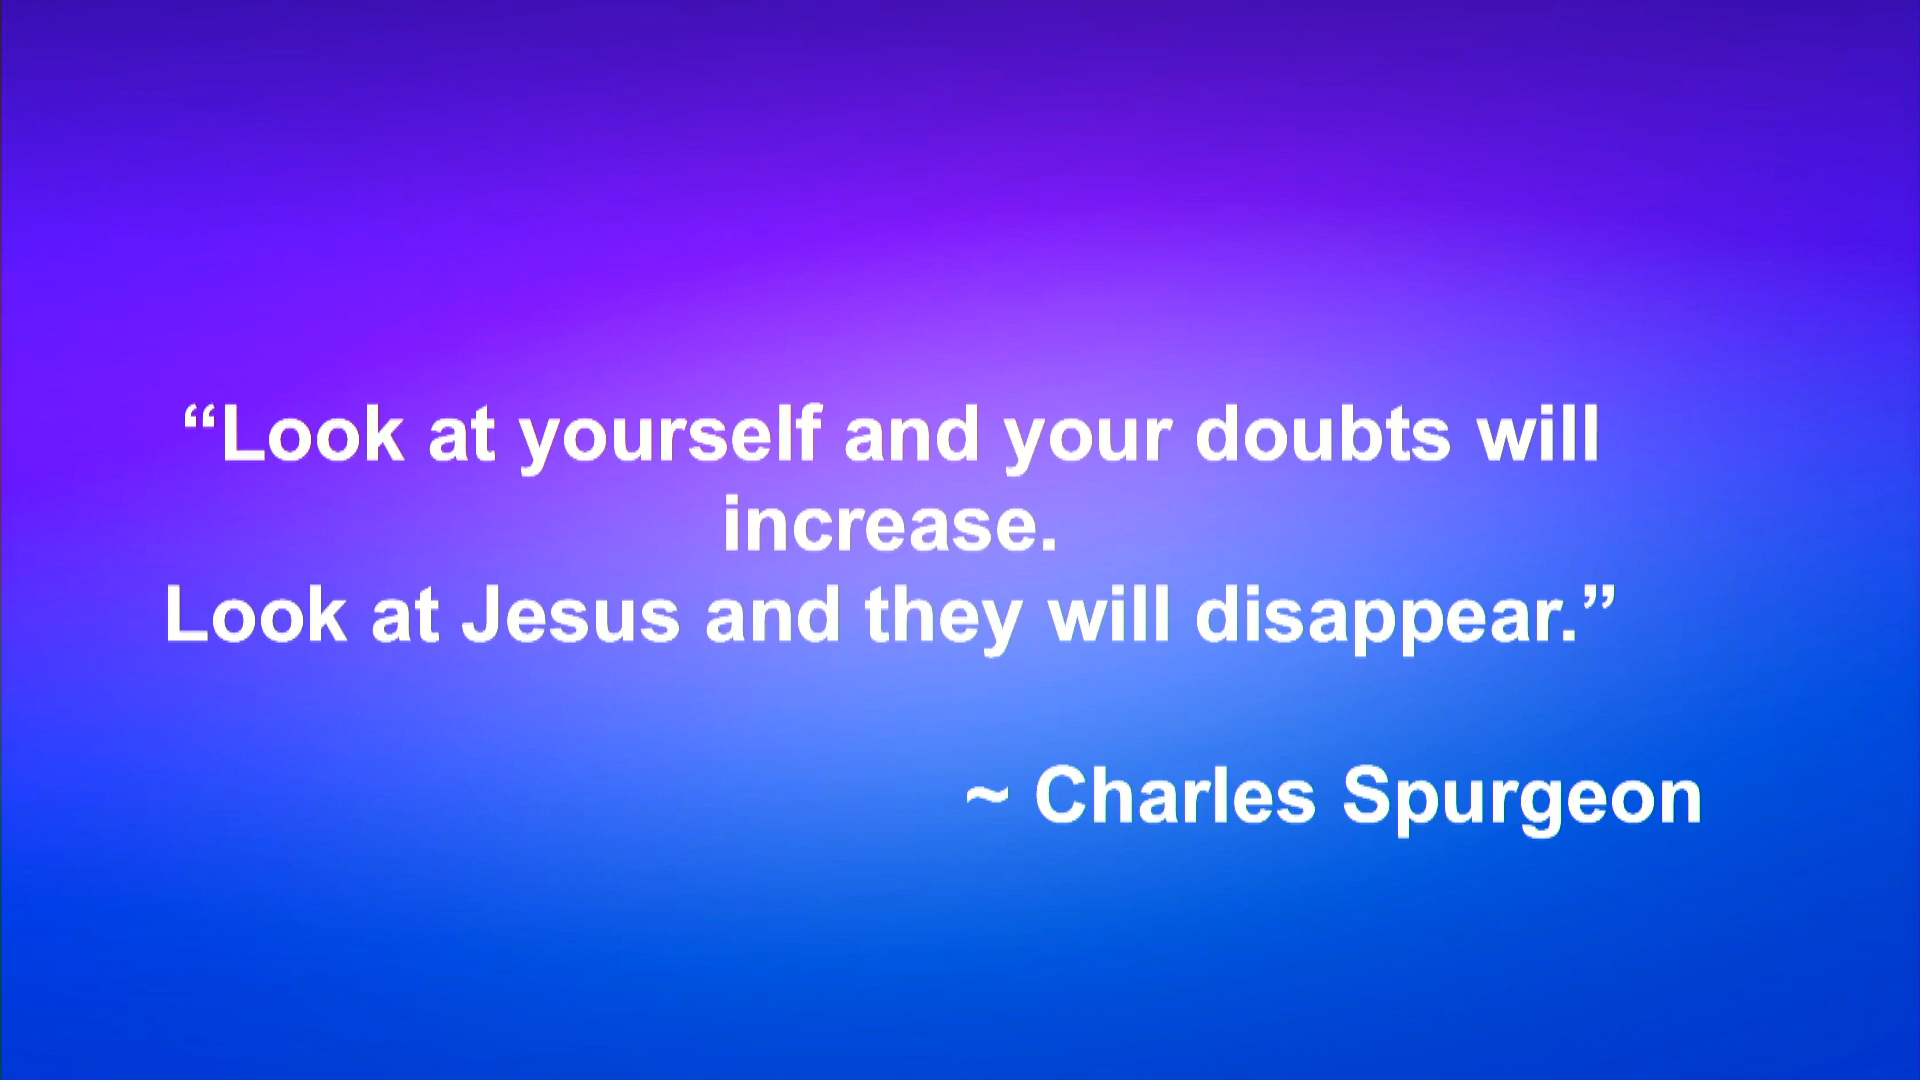 “Look at yourself and your doubts will
increase.
Look at Jesus and they will disappear.”
~ Charles Spurgeon